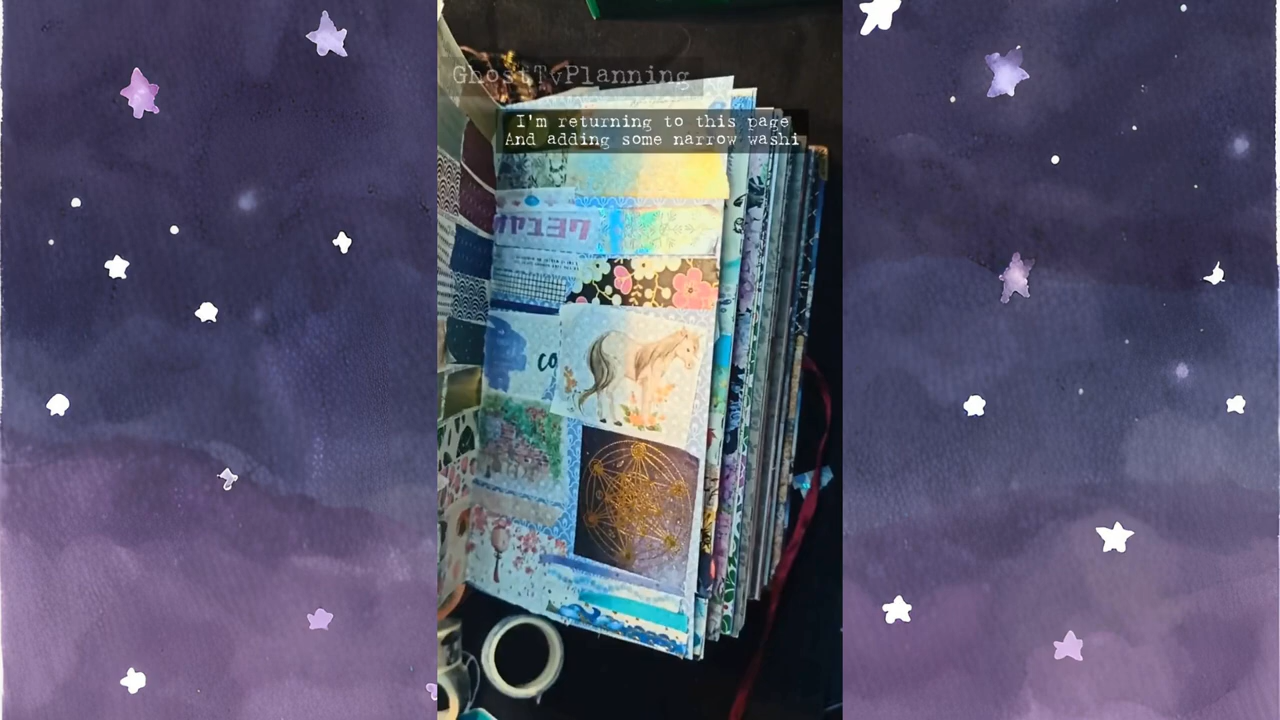 GhostTvPlanning
I'm returning to this page
And adding some narrow washi
co